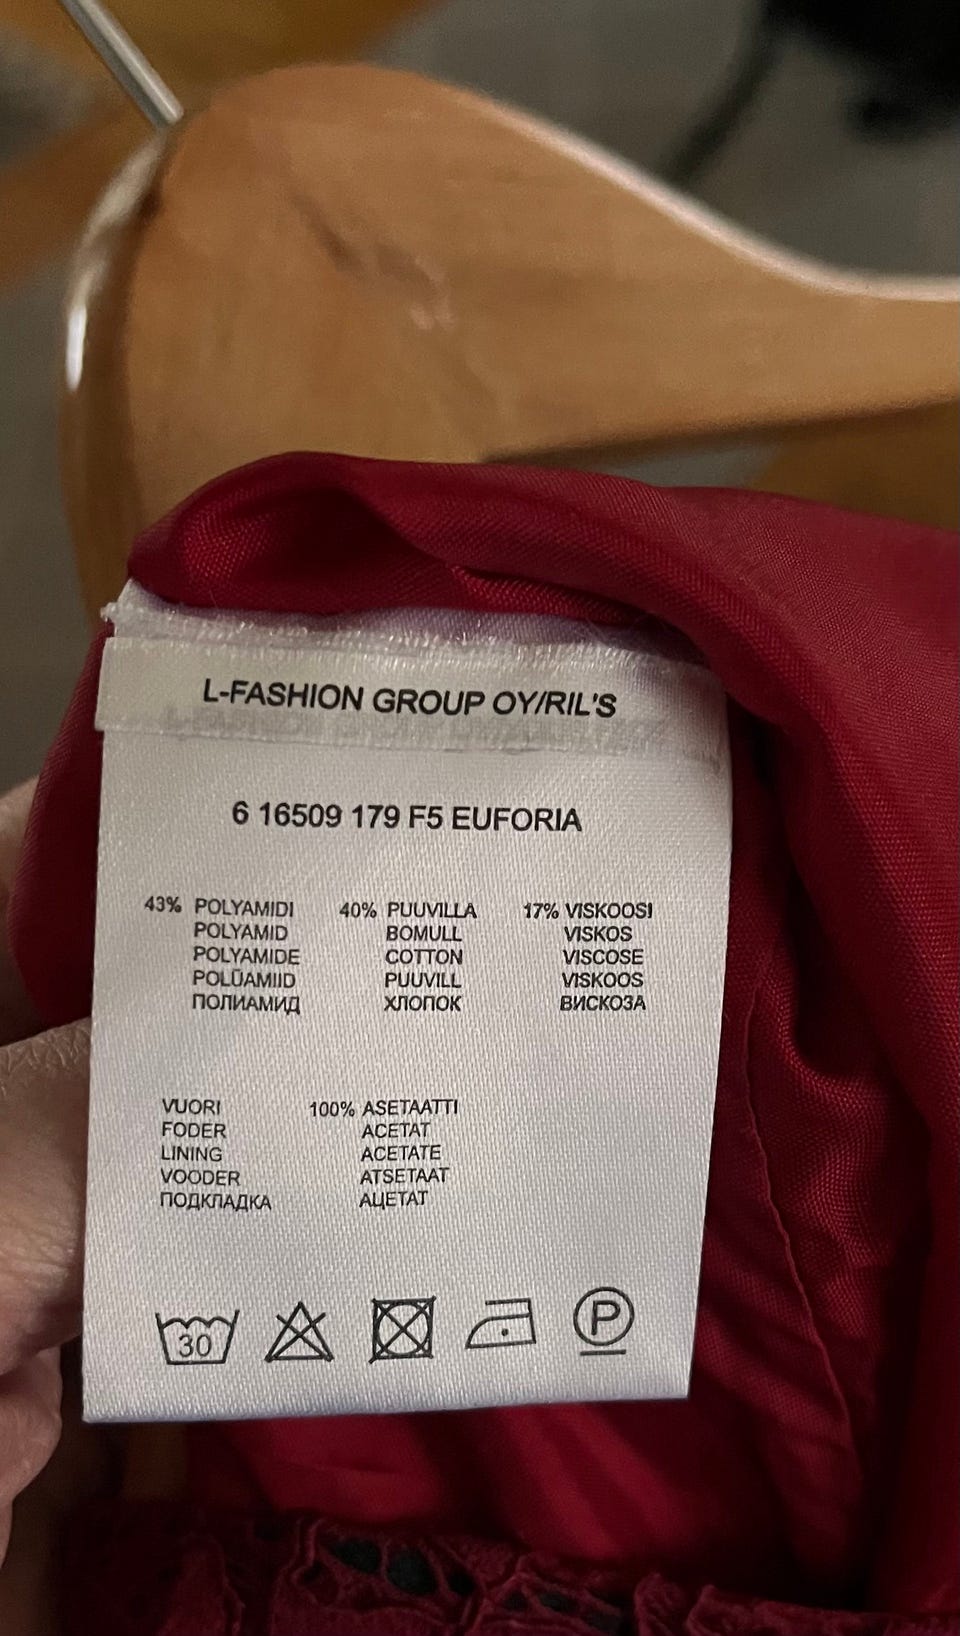 L-FASHION GROUP OY/RIL'S
6 16509 179 F5 EUFORIA
43% POLYAMIDI 40% PUUVILLA 17% VISKOOSI
POLYAMID BOMULL VISKOS
POLYAMIDE COTTON VISCOSE
POLÜAMIID PUUVILL VISKOOS
ПОЛИАМИД ХЛОПОК ВИСКОЗА
VUORI 100% ASETAATTI
FODER ACETAT
LINING ACETATE
VOODER ATSETAAT
ПОДКЛАДКА АЦЕТАТ
30 P